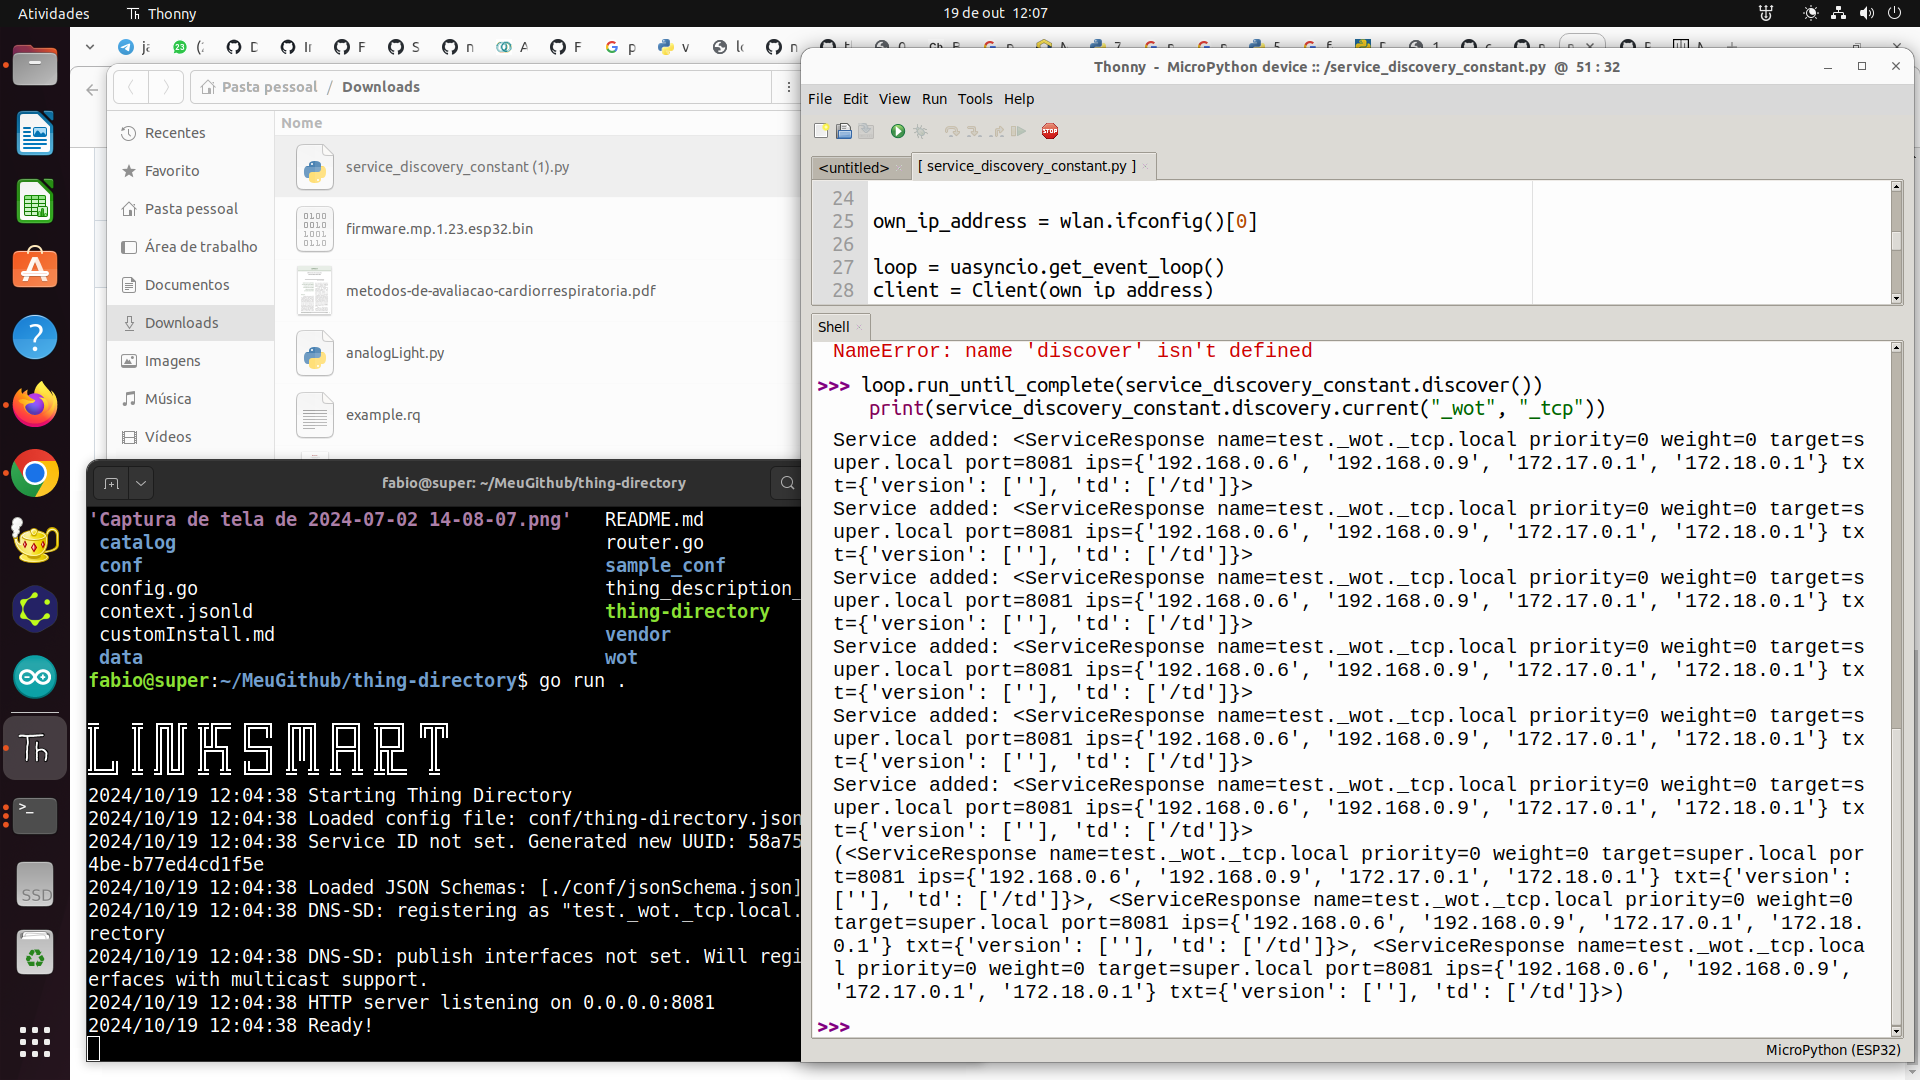 Atividades
Thonny
19 de out 12:07
Pasta pessoal / Downloads
Nome
Recentes
Favorito
Pasta pessoal
Área de trabalho
Documentos
Downloads
Imagens
Música
Vídeos
service_discovery_constant (1).py
firmware.mp.1.23.esp32.bin
metodos-de-avaliacao-cardiorrespiratoria.pdf
analogLight.py
example.rq
fabio@super: ~/MeuGithub/thing-directory
'Captura de tela de 2024-07-02 14-08-07.png' README.md
catalog router.go
conf sample_conf
config.go thing_description_
context.jsonld thing-directory
customInstall.md vendor
data wot
fabio@super:~/MeuGithub/thing-directory$ go run .
LINKSMART
2024/10/19 12:04:38 Starting Thing Directory
2024/10/19 12:04:38 Loaded config file: conf/thing-directory.json
2024/10/19 12:04:38 Service ID not set. Generated new UUID: 58a75
4be-b77ed4cd1f5e
2024/10/19 12:04:38 Loaded JSON Schemas: [./conf/jsonSchema.json]
2024/10/19 12:04:38 DNS-SD: registering as "test._wot._tcp.local.
rectory
2024/10/19 12:04:38 DNS-SD: publish interfaces not set. Will regi
erfaces with multicast support.
2024/10/19 12:04:38 HTTP server listening on 0.0.0.0:8081
2024/10/19 12:04:38 Ready!
Thonny - MicroPython device :: /service_discovery_constant.py @ 51 : 32
File Edit View Run Tools Help
STOP
<untitled>
[ service_discovery_constant.py ]
24
25 own_ip_address = wlan.ifconfig()[0]
26
27 loop = uasyncio.get_event_loop()
28 client = Client(own_ip_address)
Shell
NameError: name 'discover' isn't defined
>>> loop.run_until_complete(service_discovery_constant.discover())
print(service_discovery_constant.discovery.current("_wot", "_tcp"))
Service added: <ServiceResponse name=test._wot._tcp.local priority=0 weight=0 target=s
uper.local port=8081 ips={'192.168.0.6', '192.168.0.9', '172.17.0.1', '172.18.0.1'} tx
t={'version': [''], 'td': ['/td']}>
Service added: <ServiceResponse name=test._wot._tcp.local priority=0 weight=0 target=s
uper.local port=8081 ips={'192.168.0.6', '192.168.0.9', '172.17.0.1', '172.18.0.1'} tx
t={'version': [''], 'td': ['/td']}>
Service added: <ServiceResponse name=test._wot._tcp.local priority=0 weight=0 target=s
uper.local port=8081 ips={'192.168.0.6', '192.168.0.9', '172.17.0.1', '172.18.0.1'} tx
t={'version': [''], 'td': ['/td']}>
Service added: <ServiceResponse name=test._wot._tcp.local priority=0 weight=0 target=s
uper.local port=8081 ips={'192.168.0.6', '192.168.0.9', '172.17.0.1', '172.18.0.1'} tx
t={'version': [''], 'td': ['/td']}>
Service added: <ServiceResponse name=test._wot._tcp.local priority=0 weight=0 target=s
uper.local port=8081 ips={'192.168.0.6', '192.168.0.9', '172.17.0.1', '172.18.0.1'} tx
t={'version': [''], 'td': ['/td']}>
Service added: <ServiceResponse name=test._wot._tcp.local priority=0 weight=0 target=s
uper.local port=8081 ips={'192.168.0.6', '192.168.0.9', '172.17.0.1', '172.18.0.1'} tx
t={'version': [''], 'td': ['/td']}>
(<ServiceResponse name=test._wot._tcp.local priority=0 weight=0 target=super.local por
t=8081 ips={'192.168.0.6', '192.168.0.9', '172.17.0.1', '172.18.0.1'} txt={'version':
[''], 'td': ['/td']}>, <ServiceResponse name=test._wot._tcp.local priority=0 weight=0
target=super.local port=8081 ips={'192.168.0.6', '192.168.0.9', '172.17.0.1', '172.18.
0.1'} txt={'version': [''], 'td': ['/td']}>, <ServiceResponse name=test._wot._tcp.loca
l priority=0 weight=0 target=super.local port=8081 ips={'192.168.0.6', '192.168.0.9',
'172.17.0.1', '172.18.0.1'} txt={'version': [''], 'td': ['/td']}>)
>>>
MicroPython (ESP32)
SSD